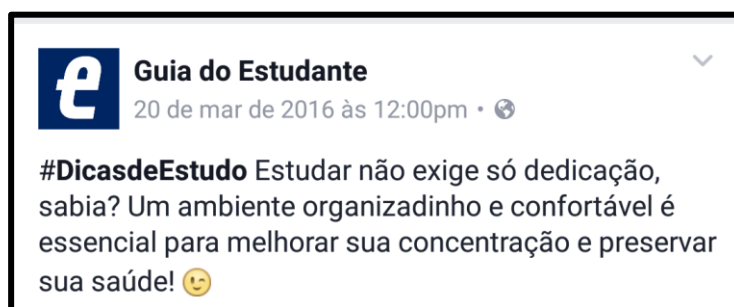 e
Guia do Estudante
20 de mar de 2016 às 12:00pm •
#DicasdeEstudo Estudar não exige só dedicação,
sabia? Um ambiente organizadinho e confortável é
essencial para melhorar sua concentração e preservar
sua saúde! 😉